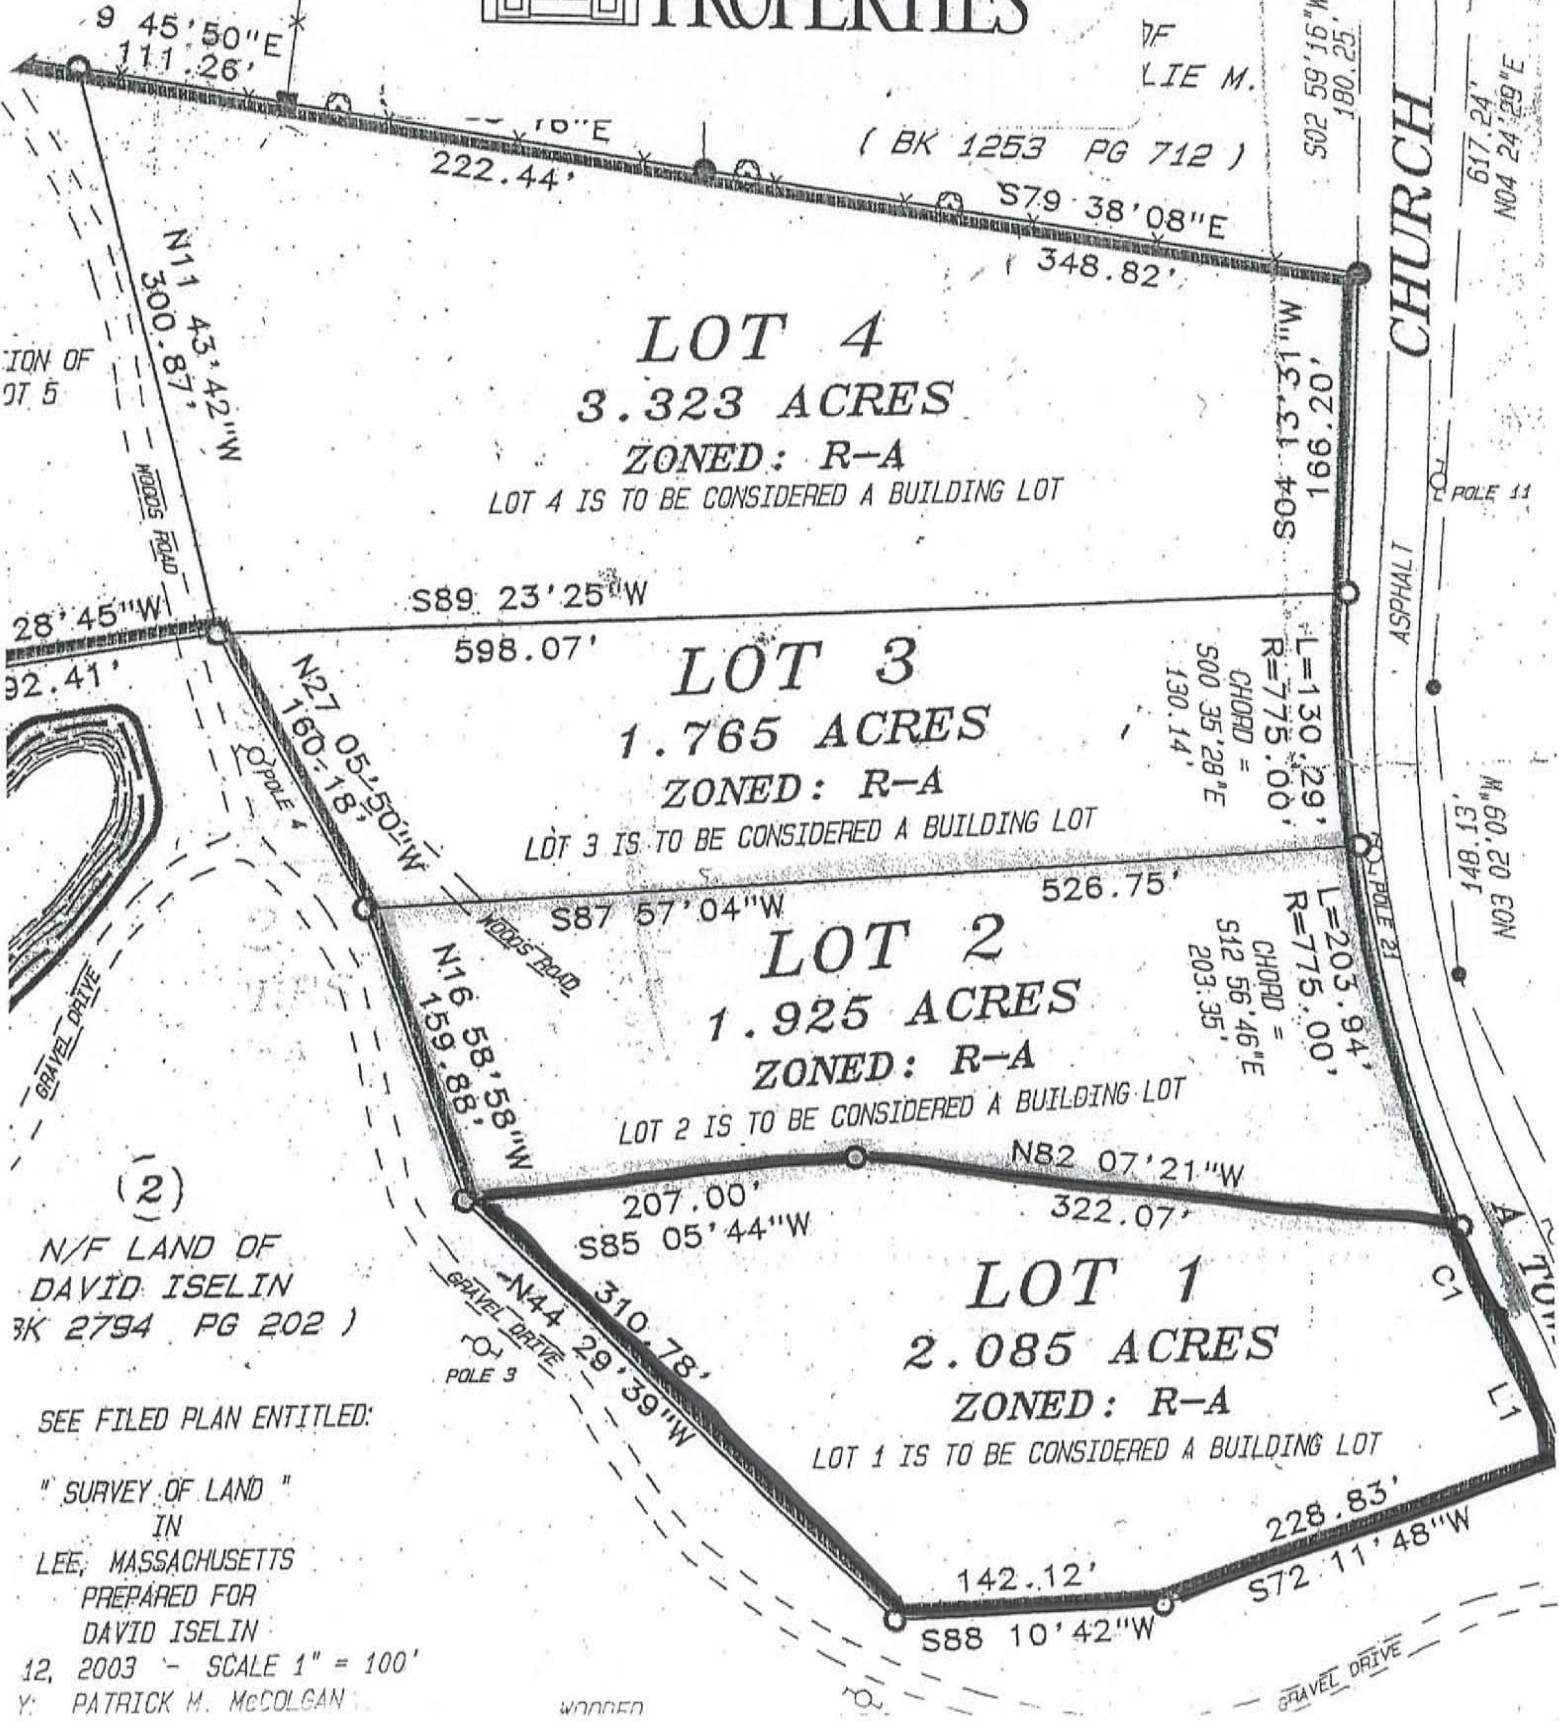 PROPERTIES
9 45'50"E
111.26'
OF
LIE M.
( BK 1253 PG 712 )
S02 59'16"W
180.25'
CHURCH
617.24'
N04 24'29"E
16"E
222.44'
S79 38'08"E
348.82'
N11 43'42"W
300.87'
ION OF
OT 5
WOODS ROAD
LOT 4
3.323 ACRES
ZONED: R-A
LOT 4 IS TO BE CONSIDERED A BUILDING LOT
S04 13'31"W
166.20'
POLE 11
ASPHALT
28'45"W
92.41'
S89 23'25"W
598.07'
LOT 3
1.765 ACRES
ZONED: R-A
LOT 3 IS TO BE CONSIDERED A BUILDING LOT
N27 05'50"W
160.18'
POLE 4
L=130.29'
R=775.00'
CHORD =
S00 35'28"E
130.14'
148.13'
N03 20'09"W
S87 57'04"W
526.75'
WOODS ROAD
LOT 2
1.925 ACRES
ZONED: R-A
LOT 2 IS TO BE CONSIDERED A BUILDING LOT
N16 58'58"W
159.88'
L=203.94'
R=775.00'
CHORD =
S12 56'46"E
203.35'
POLE 21
GRAVEL DRIVE
N82 07'21"W
322.07'
207.00'
S85 05'44"W
A TOW
(2)
N/F LAND OF
DAVID ISELIN
BK 2794 PG 202 )
GRAVEL DRIVE
POLE 3
N44 29'39"W
310.78'
LOT 1
2.085 ACRES
ZONED: R-A
LOT 1 IS TO BE CONSIDERED A BUILDING LOT
C1
L1
SEE FILED PLAN ENTITLED:
" SURVEY OF LAND "
IN
LEE, MASSACHUSETTS
PREPARED FOR
DAVID ISELIN
12, 2003 - SCALE 1" = 100'
Y: PATRICK M. McCOLGAN
142.12'
S88 10'42"W
228.83'
S72 11'48"W
WOODED
GRAVEL DRIVE